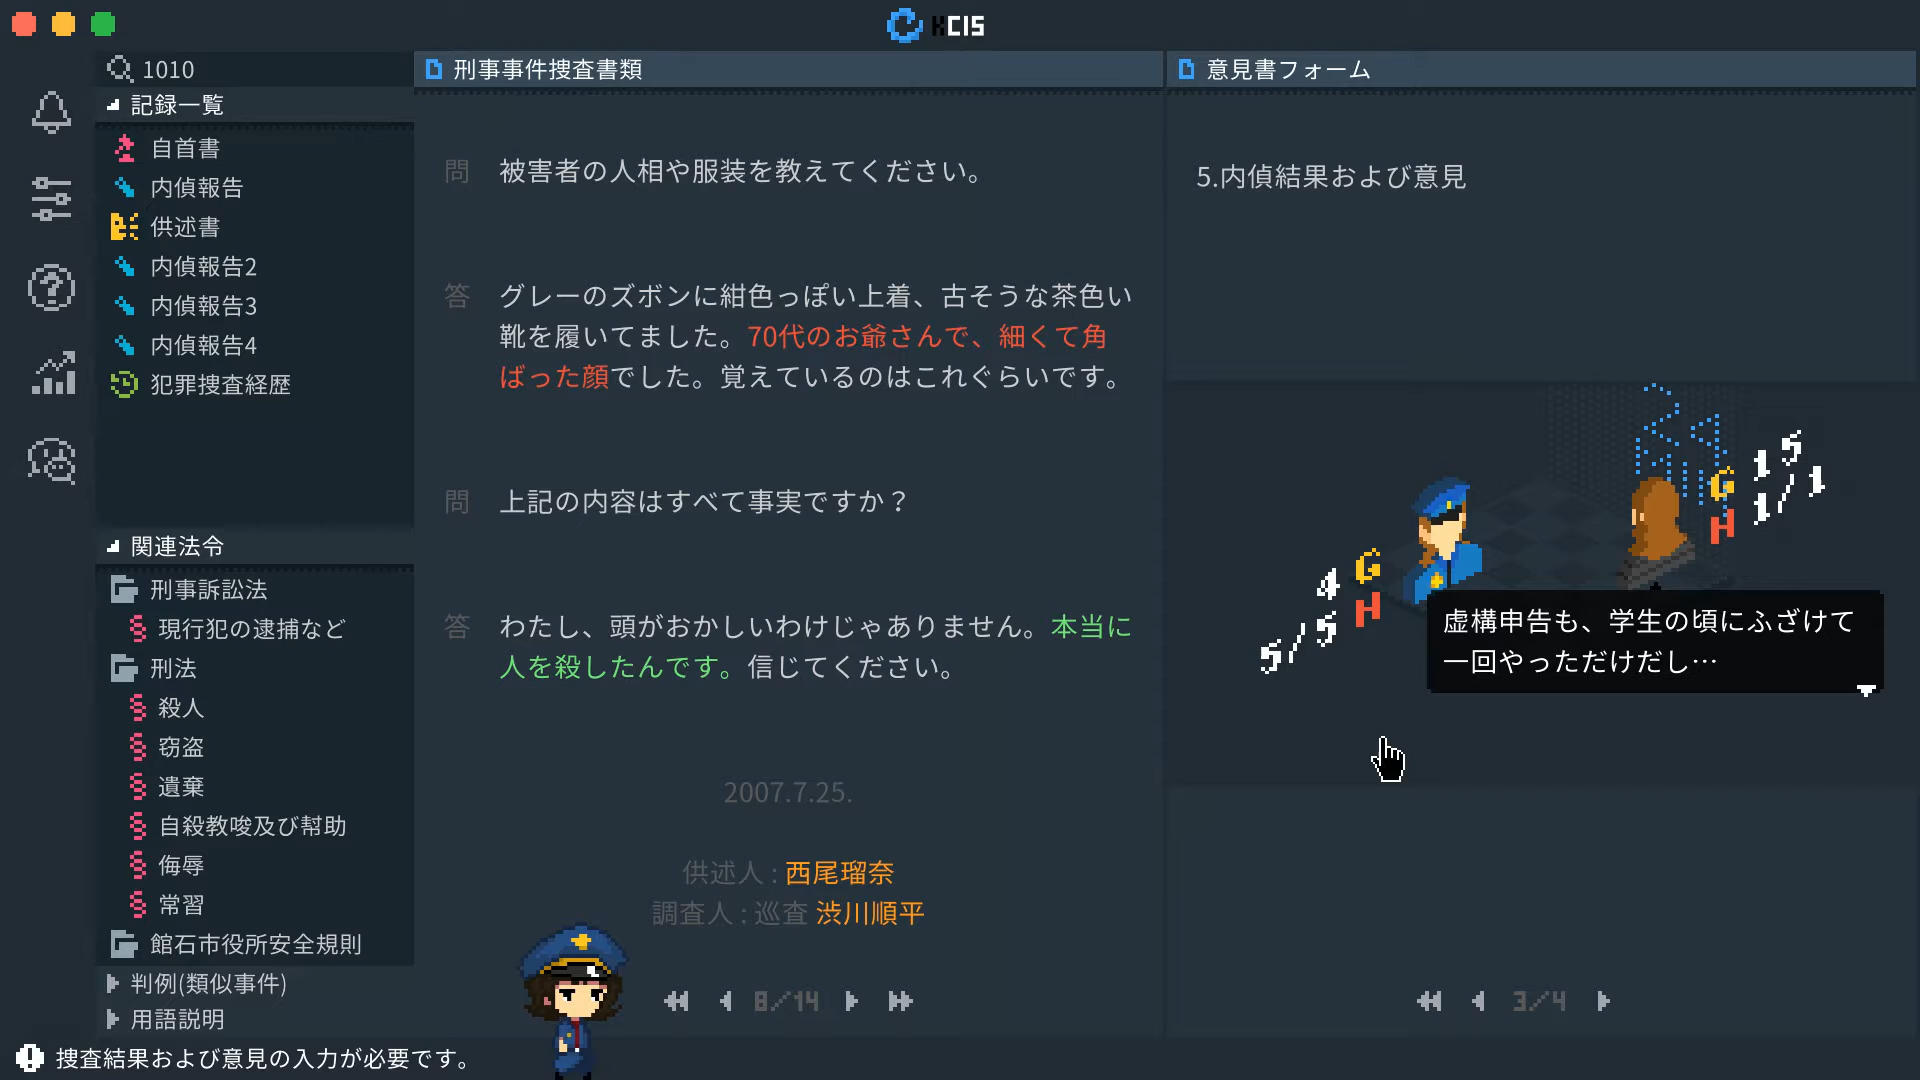 KCIS
1010
記録一覧
自首書
内偵報告
供述書
内偵報告2
内偵報告3
内偵報告4
犯罪捜査経歴
関連法令
刑事訴訟法
現行犯の逮捕など
刑法
殺人
窃盗
遺棄
自殺教唆及び幇助
侮辱
常習
館石市役所安全規則
判例(類似事件)
用語説明
捜査結果および意見の入力が必要です。
刑事事件捜査書類
問 被害者の人相や服装を教えてください。
答 グレーのズボンに紺色っぽい上着、古そうな茶色い
靴を履いてました。70代のお爺さんで、細くて角
ばった顔でした。覚えているのはこれぐらいです。
問 上記の内容はすべて事実ですか？
答 わたし、頭がおかしいわけじゃありません。本当に
人を殺したんです。信じてください。
2007.7.25.
供述人 : 西尾瑠奈
調査人 : 巡査 渋川順平
8/14
意見書フォーム
5.内偵結果および意見
G 15
H 1/1
4 G
5/5 H
虚構申告も、学生の頃にふざけて
一回やっただけだし…
3/4